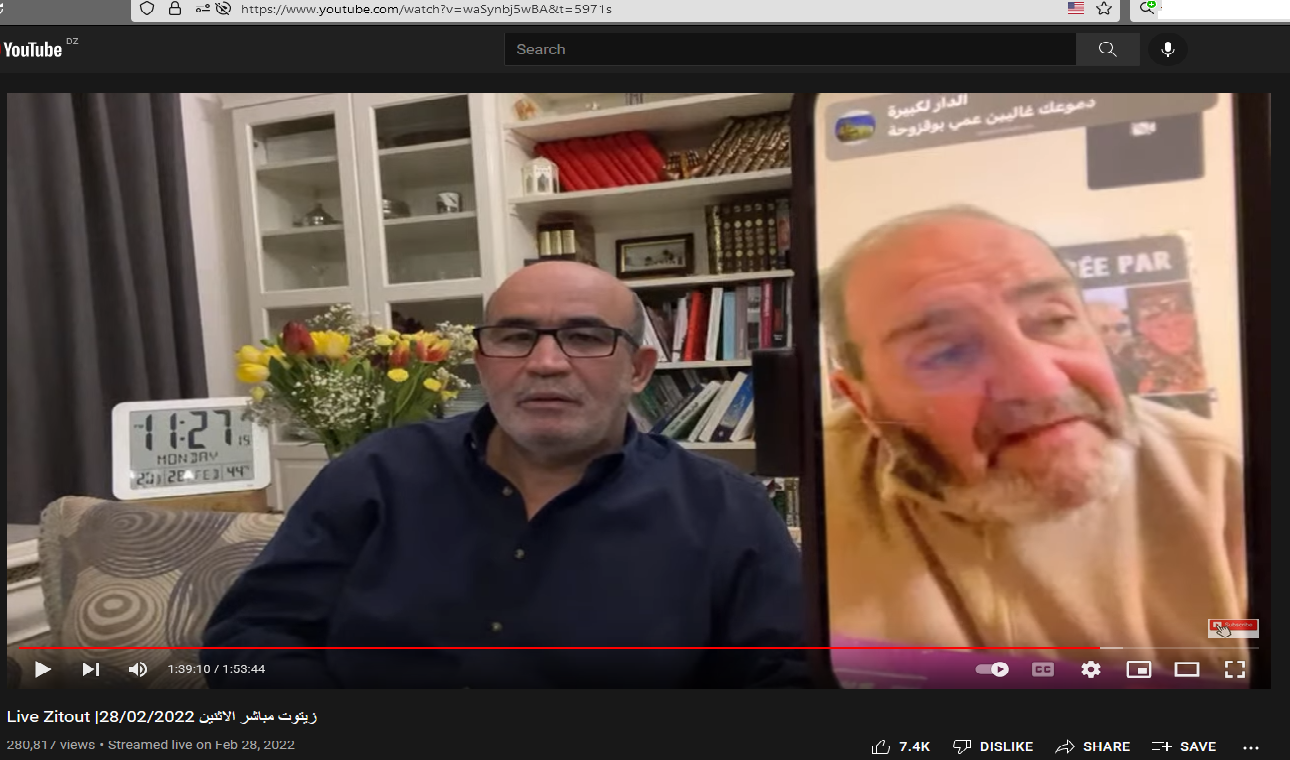 https://www.youtube.com/watch?v=waSynbj5wBA&t=5971s
YouTube DZ
Search
الدار لكبيرة
دموعك غاليين عمي بوقزوحة
ÉE PAR
11:27
MONDAY
1:39:10 / 1:53:44
CC
Live Zitout |28/02/2022 زيتوت مباشر الاثنين
280,817 views • Streamed live on Feb 28, 2022
7.4K DISLIKE SHARE SAVE